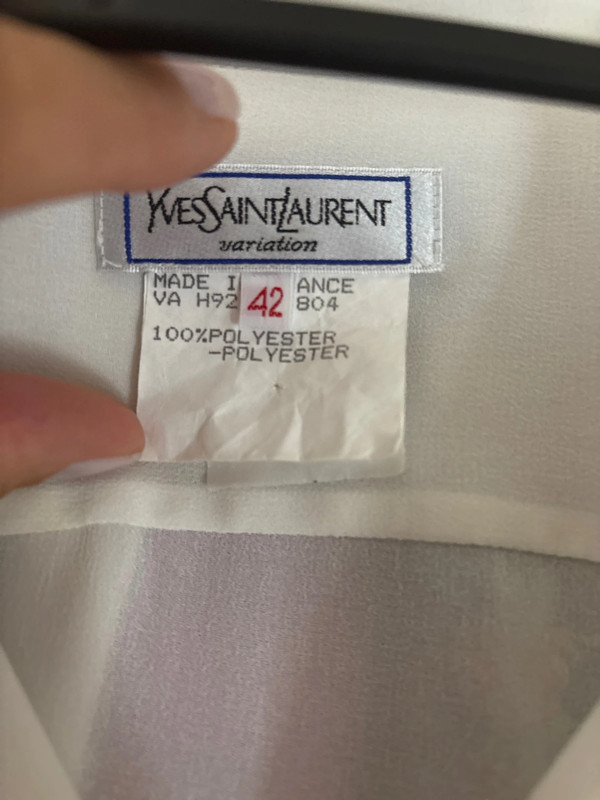 YVESSAINTLAURENT
variation
MADE I ANCE
VA H92 42 804
100%POLYESTER
-POLYESTER